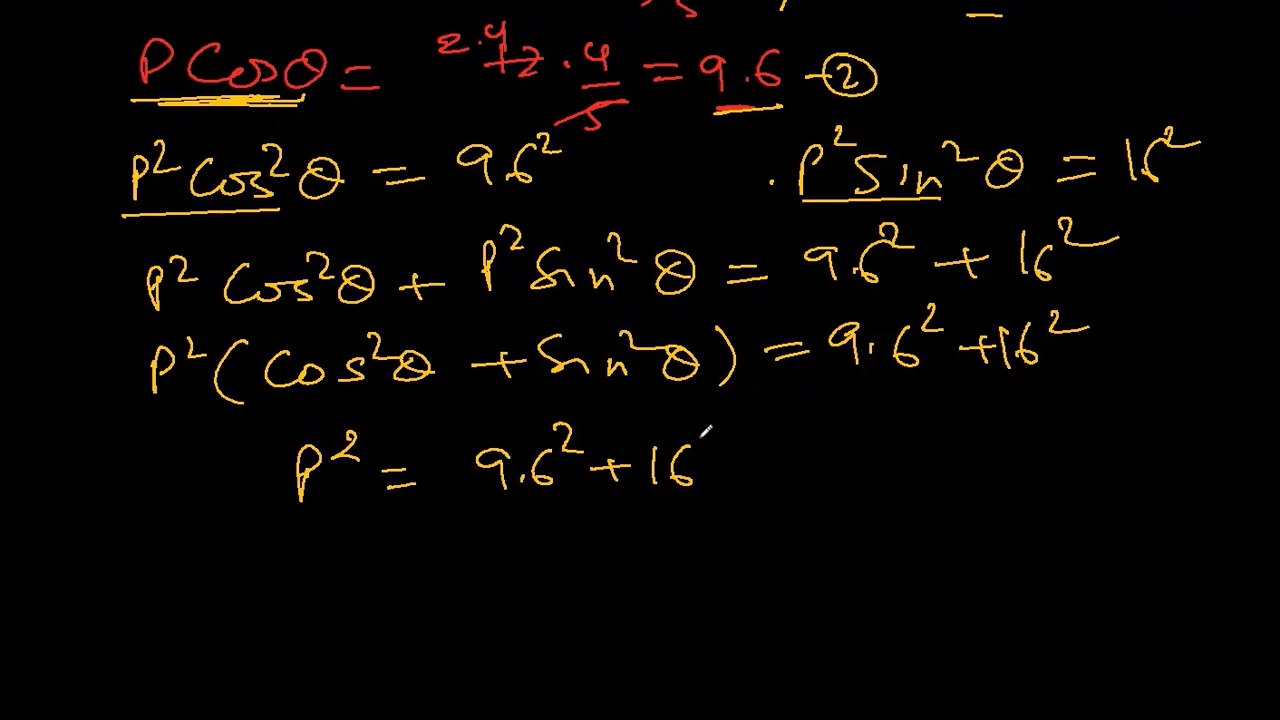 P Cosθ = 12 2.4 · 4/5 = 9.6 - 2
P² Cos² θ = 9.6² . P² Sin² θ = 16²
P² Cos² θ + P² Sin² θ = 9.6² + 16²
P² ( Cos² θ + Sin² θ ) = 9.6² + 16²
P² = 9.6² + 16